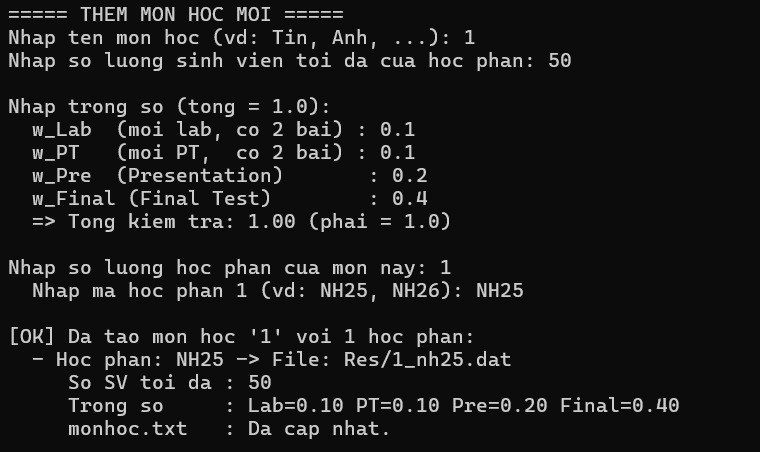 ===== THEM MON HOC MOI =====
Nhap ten mon hoc (vd: Tin, Anh, ...): 1
Nhap so luong sinh vien toi da cua hoc phan: 50
Nhap trong so (tong = 1.0):
  w_Lab  (moi lab, co 2 bai) : 0.1
  w_PT   (moi PT,  co 2 bai) : 0.1
  w_Pre  (Presentation)       : 0.2
  w_Final (Final Test)        : 0.4
  => Tong kiem tra: 1.00 (phai = 1.0)
Nhap so luong hoc phan cua mon nay: 1
  Nhap ma hoc phan 1 (vd: NH25, NH26): NH25
[OK] Da tao mon hoc '1' voi 1 hoc phan:
  - Hoc phan: NH25 -> File: Res/1_nh25.dat
     So SV toi da : 50
     Trong so     : Lab=0.10 PT=0.10 Pre=0.20 Final=0.40
     monhoc.txt   : Da cap nhat.